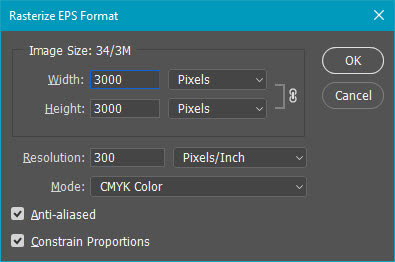 Rasterize EPS Format
Image Size: 34/3M
Width: 3000 Pixels
Height: 3000 Pixels
Resolution: 300 Pixels/Inch
Mode: CMYK Color
Anti-aliased
Constrain Proportions
OK
Cancel